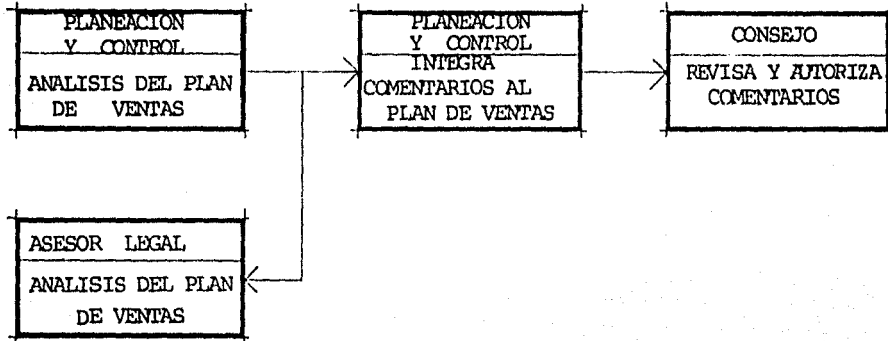 PLANEACION
Y CONTROL
ANALISIS DEL PLAN
DE VENTAS
PLANEACION
Y CONTROL
INTEGRA
COMENTARIOS AL
PLAN DE VENTAS
CONSEJO
REVISA Y AUTORIZA
COMENTARIOS
ASESOR LEGAL
ANALISIS DEL PLAN
DE VENTAS